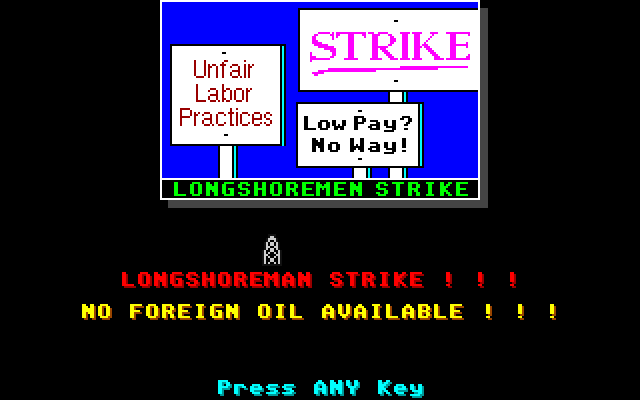 STRIKE
Unfair
Labor
Practices
Low Pay?
No Way!
LONGSHOREMEN STRIKE
LONGSHOREMAN STRIKE ! ! !
NO FOREIGN OIL AVAILABLE ! ! !
Press ANY Key